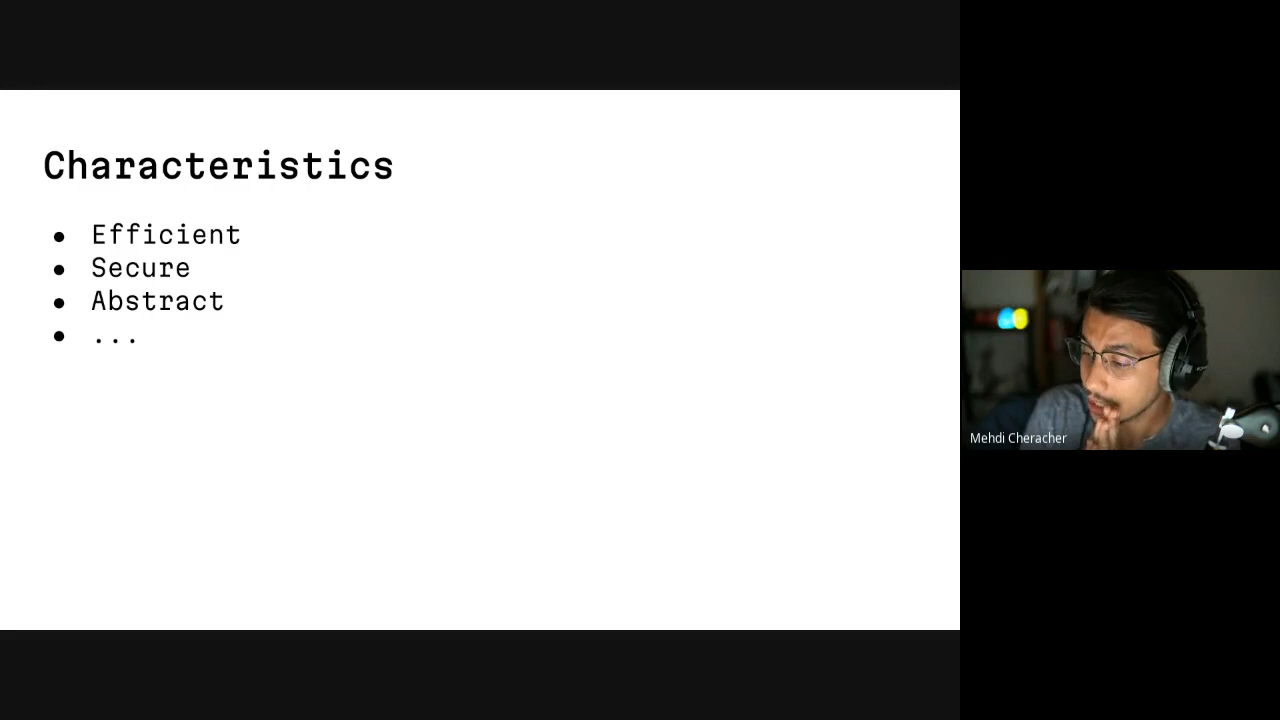 Characteristics
● Efficient
● Secure
● Abstract
● ...
Mehdi Cheracher